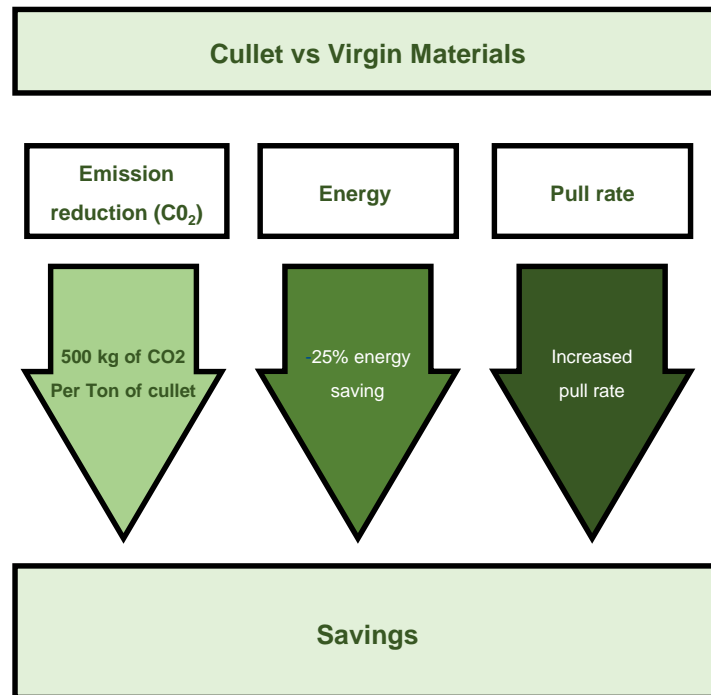 Cullet vs Virgin Materials
Emission
reduction (C0₂)
Energy
Pull rate
500 kg of CO2
Per Ton of cullet
-25% energy
saving
Increased
pull rate
Savings